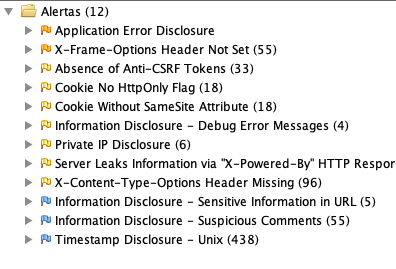 Alertas (12)
Application Error Disclosure
X-Frame-Options Header Not Set (55)
Absence of Anti-CSRF Tokens (33)
Cookie No HttpOnly Flag (18)
Cookie Without SameSite Attribute (18)
Information Disclosure - Debug Error Messages (4)
Private IP Disclosure (6)
Server Leaks Information via "X-Powered-By" HTTP Respor
X-Content-Type-Options Header Missing (96)
Information Disclosure - Sensitive Information in URL (5)
Information Disclosure - Suspicious Comments (55)
Timestamp Disclosure - Unix (438)